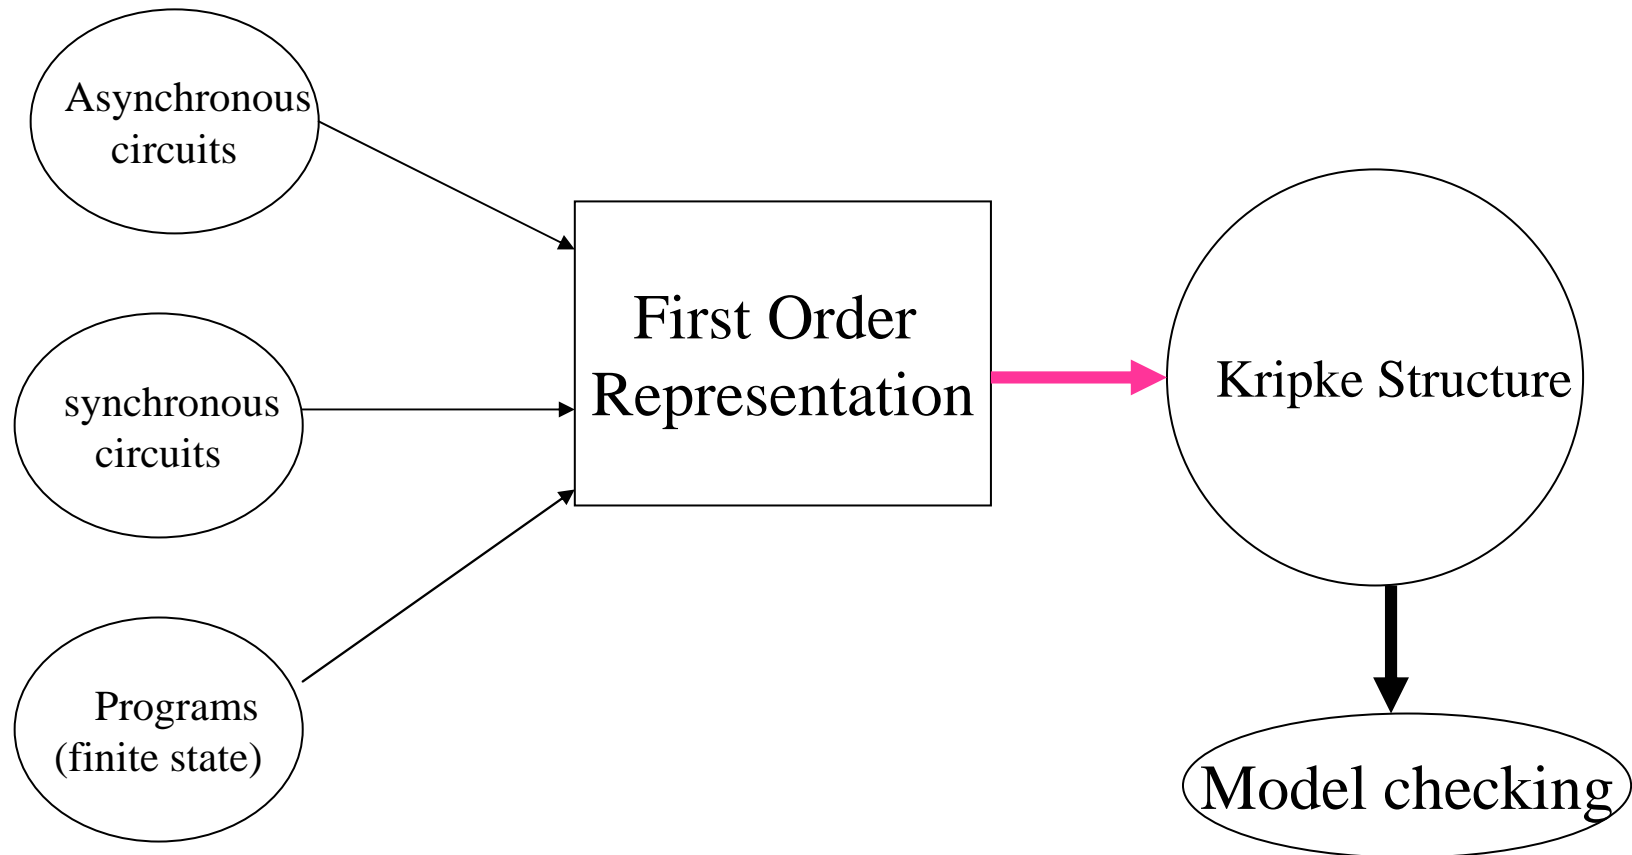 Asynchronous
circuits
synchronous
circuits
Programs
(finite state)
First Order
Representation
Kripke Structure
Model checking